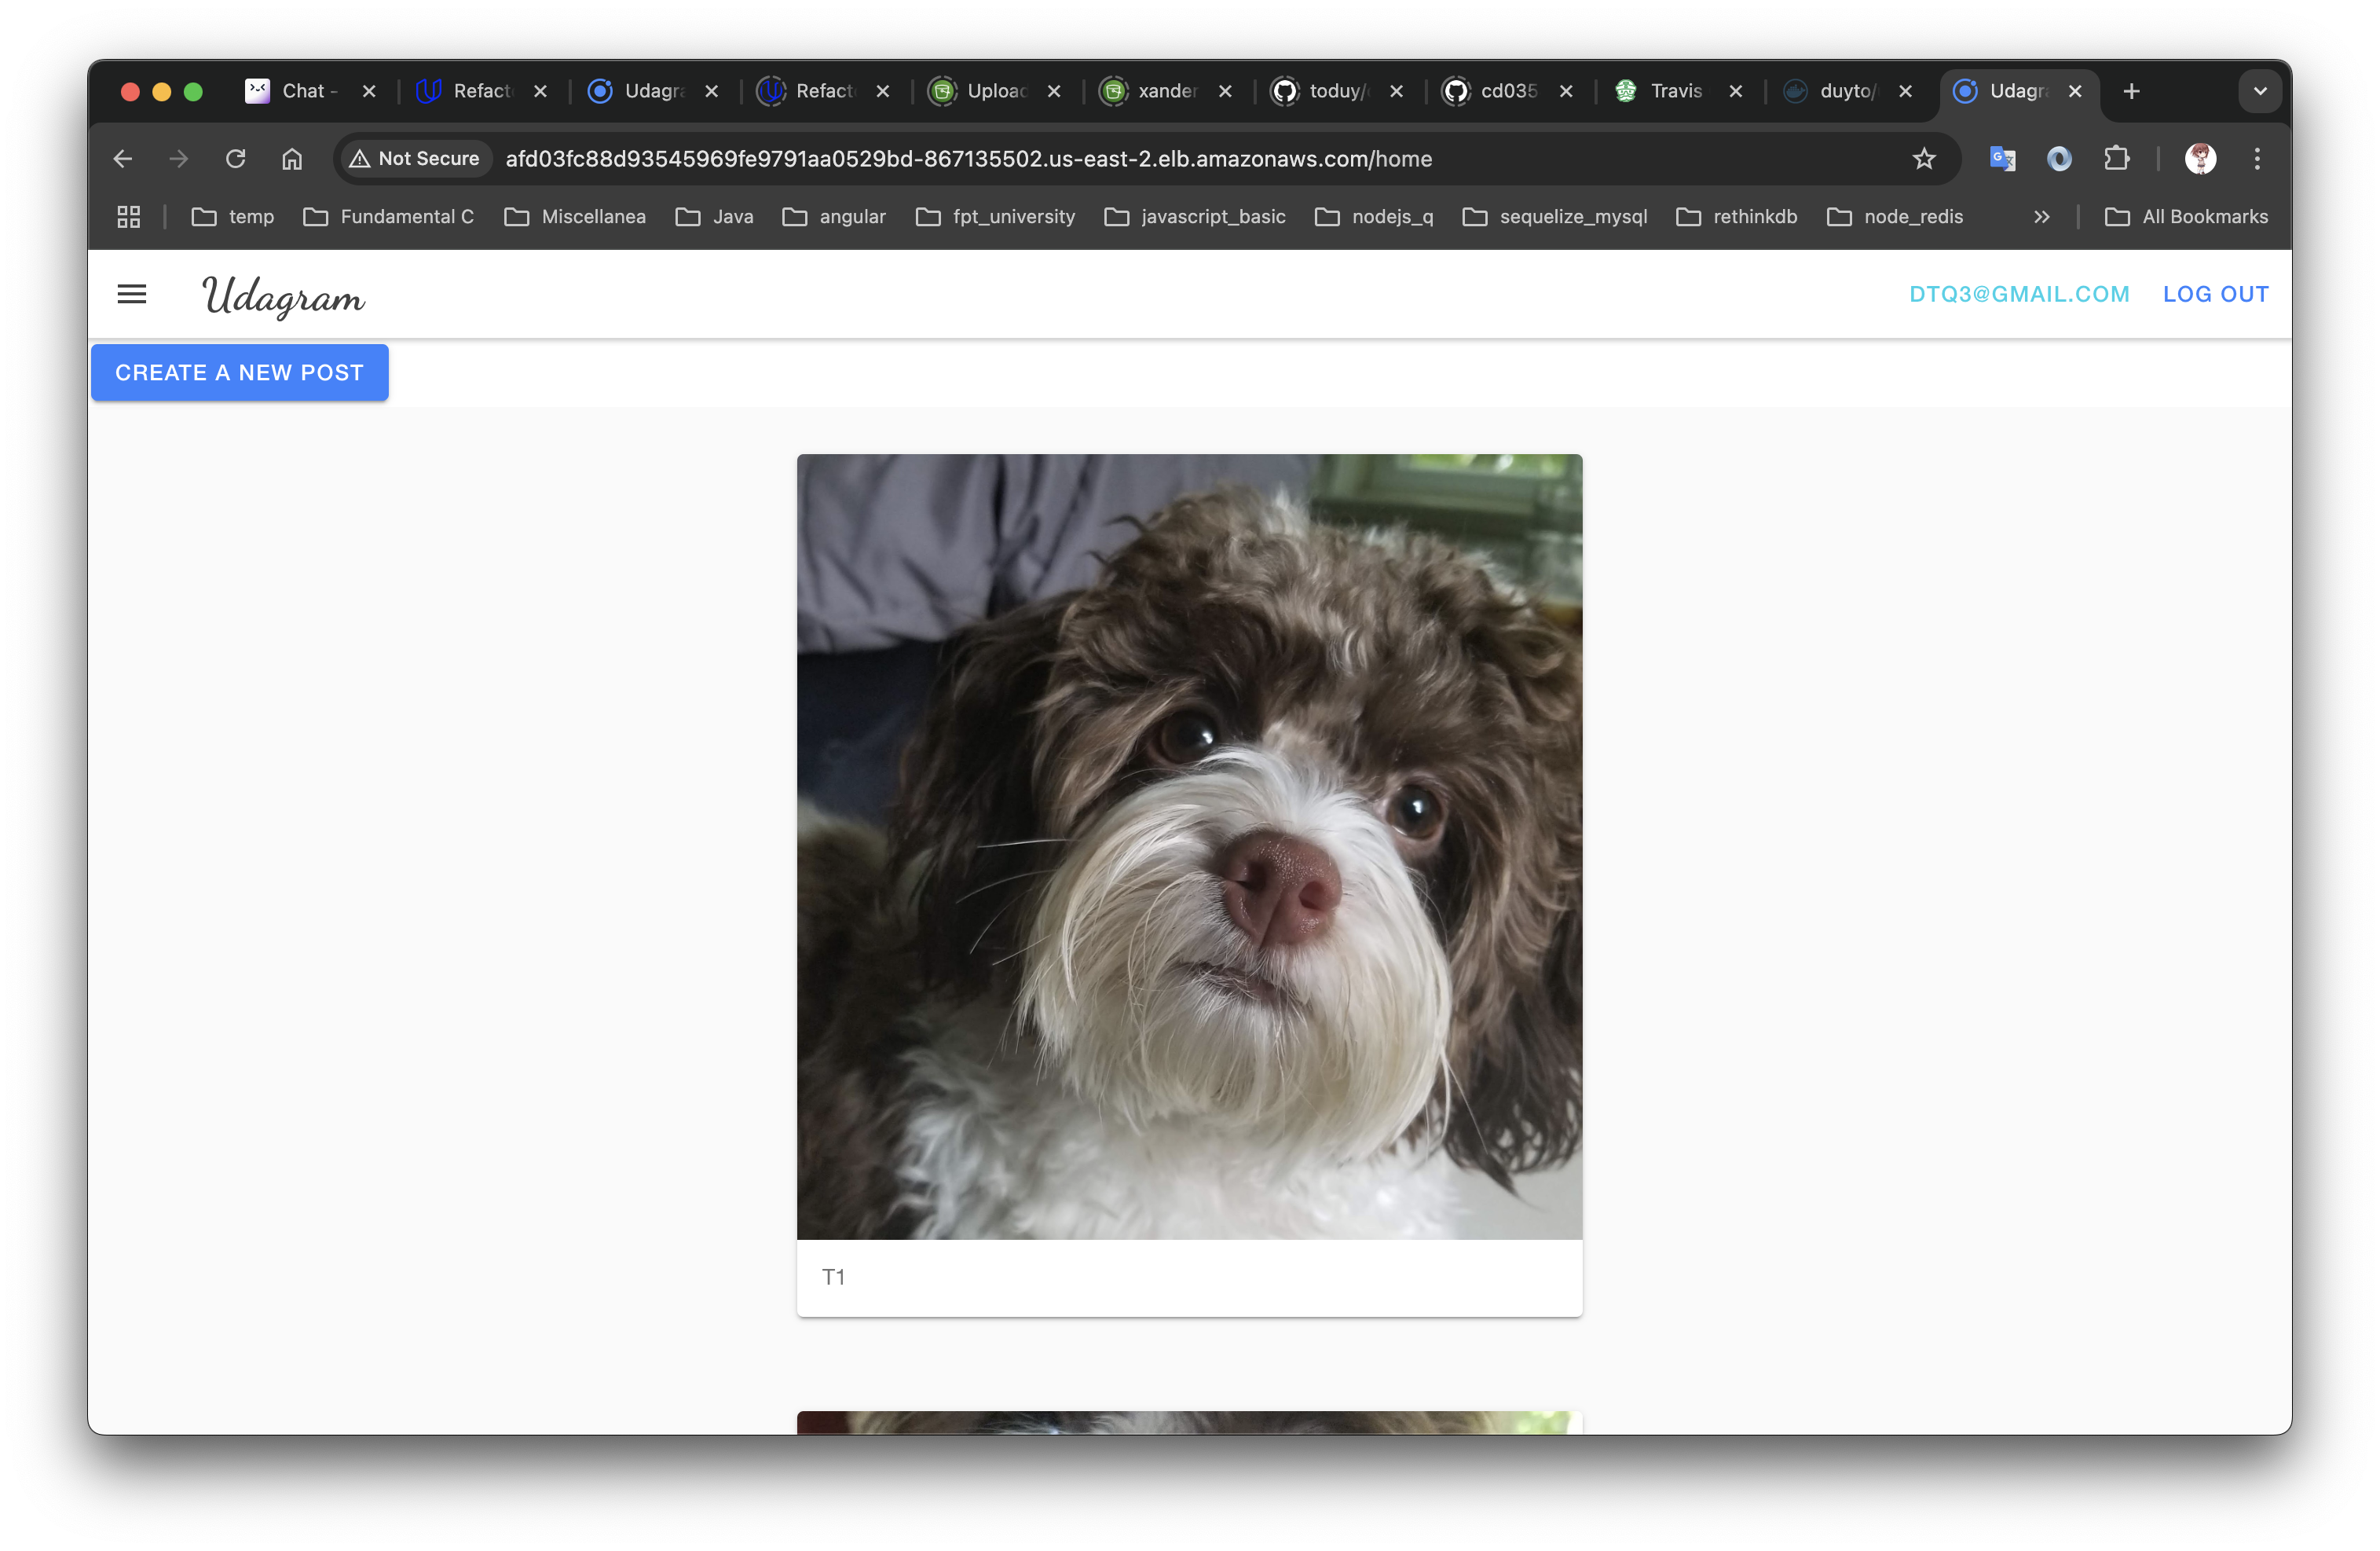 Chat - Refact Udagra Refact Upload xander toduy/ cd035 Travis duyto/ Udagra
Not Secure afd03fc88d93545969fe9791aa0529bd-867135502.us-east-2.elb.amazonaws.com/home
temp Fundamental C Miscellanea Java angular fpt_university javascript_basic nodejs_q sequelize_mysql rethinkdb node_redis All Bookmarks
Udagram DTQ3@GMAIL.COM LOG OUT
CREATE A NEW POST
T1